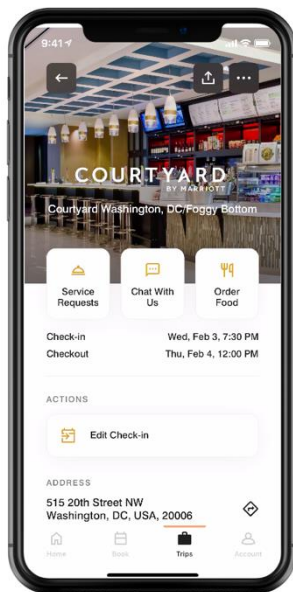 9:41
COURTYARD
BY MARRIOTT
Courtyard Washington, DC/Foggy Bottom
Service
Requests
Chat With
Us
Order
Food
Check-in Wed, Feb 3, 7:30 PM
Checkout Thu, Feb 4, 12:00 PM
ACTIONS
Edit Check-in
ADDRESS
515 20th Street NW
Washington, DC, USA, 20006
Home Book Trips Account